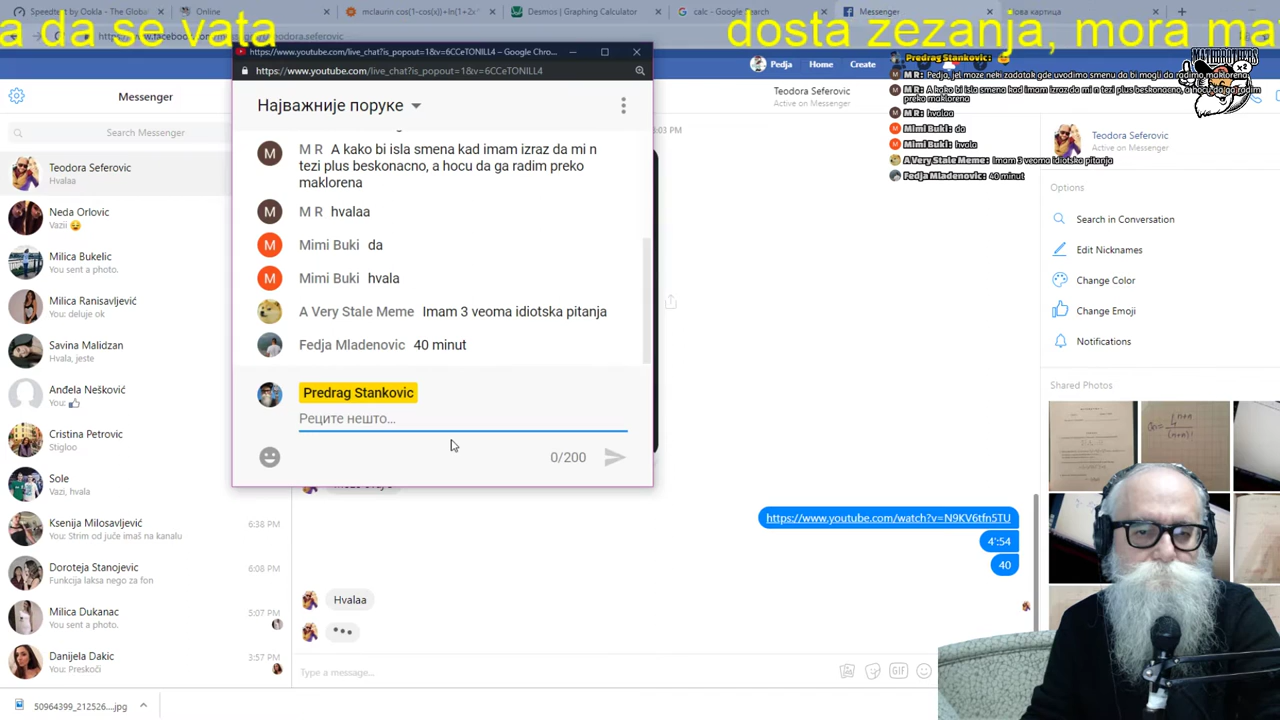 Speedtest by Ookla - The Global
Online
mclaurin cos(1-cos(x))+ln(1+2x
Desmos | Graphing Calculator
calc - Google Search
Messenger
Нова картица
a da se vata
dosta zezanja, mora ma
https://www.youtube.com/live_chat?is_popout=1&v=6CCeTONILL4 – Google Chro...
https://www.youtube.com/live_chat?is_popout=1&v=6CCeTONILL4
Pedja
Home
Create
Messenger
Search Messenger
Teodora Seferovic
Hvalaa
Neda Orlovic
Vazii
Milica Bukelic
You sent a photo.
Milica Ranisavljević
You: deluje ok
Savina Malidzan
Hvala, jeste
Anđela Nešković
You:
Cristina Petrovic
Stigloo
Sole
Vazi, hvala
Ksenija Milosavljević
6:38 PM
You: Strim od juče imaš na kanalu
Doroteja Stanojevic
6:08 PM
Funkcija laksa nego za fon
Milica Dukanac
5:07 PM
You sent a photo.
Danijela Dakic
3:57 PM
You: Preskoči
Најважније поруке
M R A kako bi isla smena kad imam izraz da mi n
tezi plus beskonacno, a hocu da ga radim preko
maklorena
M R hvalaa
Mimi Buki da
Mimi Buki hvala
A Very Stale Meme Imam 3 veoma idiotska pitanja
Fedja Mladenovic 40 minut
Predrag Stankovic
Реците нешто...
0/200
Teodora Seferovic
Active on Messenger
:03 PM
https://www.youtube.com/watch?v=N9KV6tfn5TU
4':54
40
Hvalaa
Type a message...
GIF
Predrag Stankovic:
M R: Pedja, jel moze neki zadatak gde uvodimo smenu da bi mogli da radimo maklorena
M R: A kako bi isla smena kad imam izraz da mi n tezi plus beskonacno, a hocu da ga radim
preko maklorena
M R: hvalaa
Mimi Buki: da
Mimi Buki: hvala
A Very Stale Meme: Imam 3 veoma idiotska pitanja
Fedja Mladenovic: 40 minut
Teodora Seferovic
Active on Messenger
Options
Search in Conversation
Edit Nicknames
Change Color
Change Emoji
Notifications
Shared Photos
50964399_212526....jpg